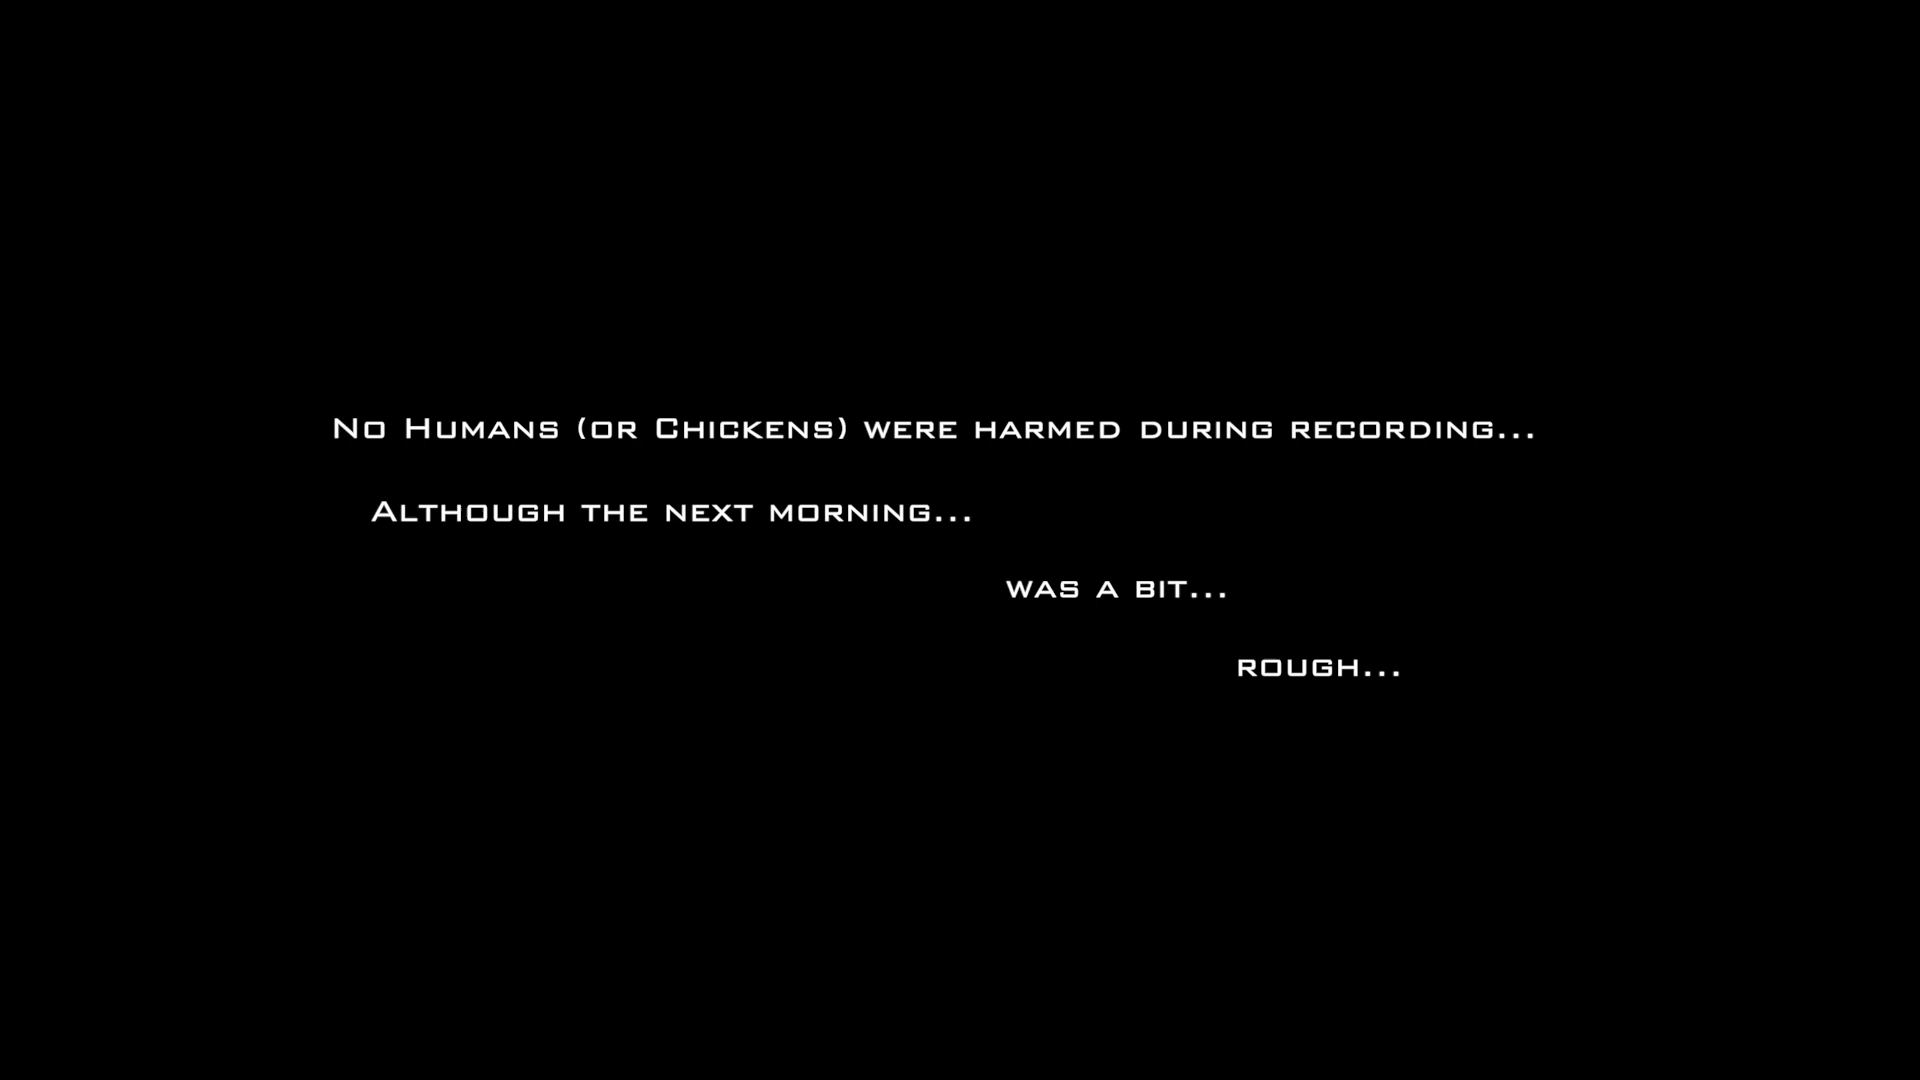 No Humans (or Chickens) were harmed during recording...
Although the next morning...
was a bit...
rough...